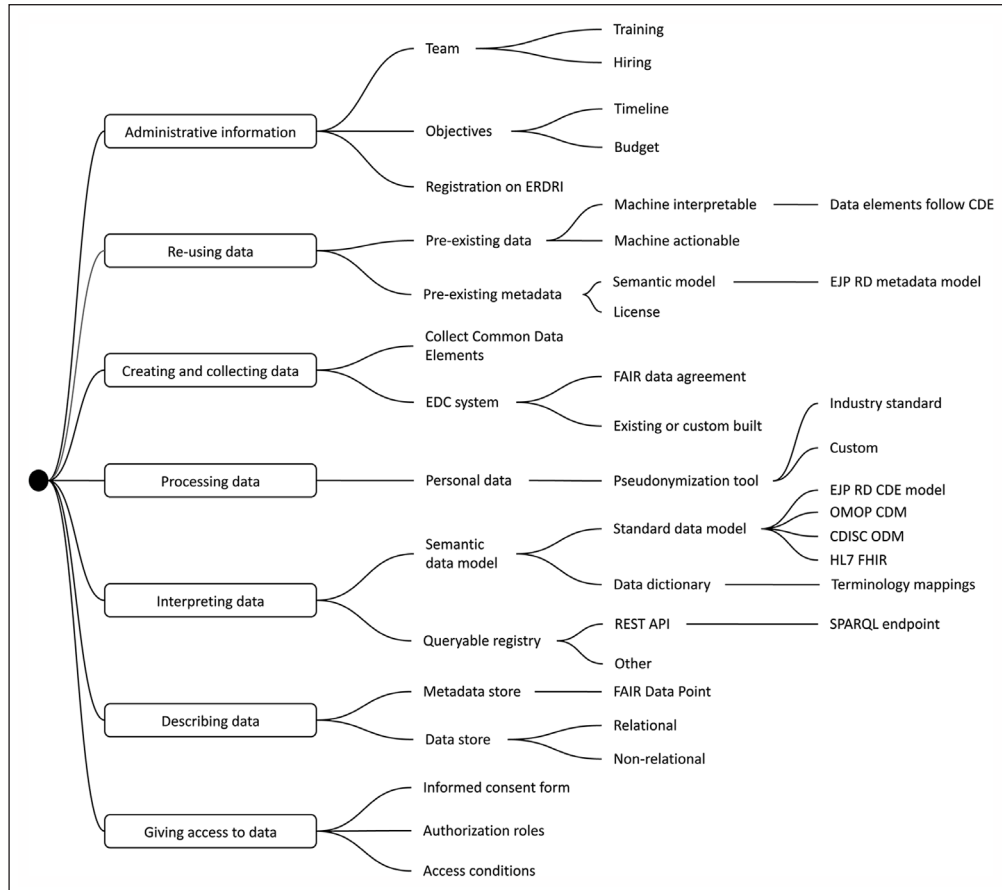 Team
Training
Hiring
Administrative information
Objectives
Timeline
Budget
Registration on ERDRI
Re-using data
Pre-existing data
Machine interpretable
Data elements follow CDE
Machine actionable
Pre-existing metadata
Semantic model
EJP RD metadata model
License
Creating and collecting data
Collect Common Data
Elements
EDC system
FAIR data agreement
Existing or custom built
Processing data
Personal data
Pseudonymization tool
Industry standard
Custom
Interpreting data
Semantic
data model
Standard data model
EJP RD CDE model
OMOP CDM
CDISC ODM
HL7 FHIR
Data dictionary
Terminology mappings
Queryable registry
REST API
SPARQL endpoint
Other
Describing data
Metadata store
FAIR Data Point
Data store
Relational
Non-relational
Giving access to data
Informed consent form
Authorization roles
Access conditions